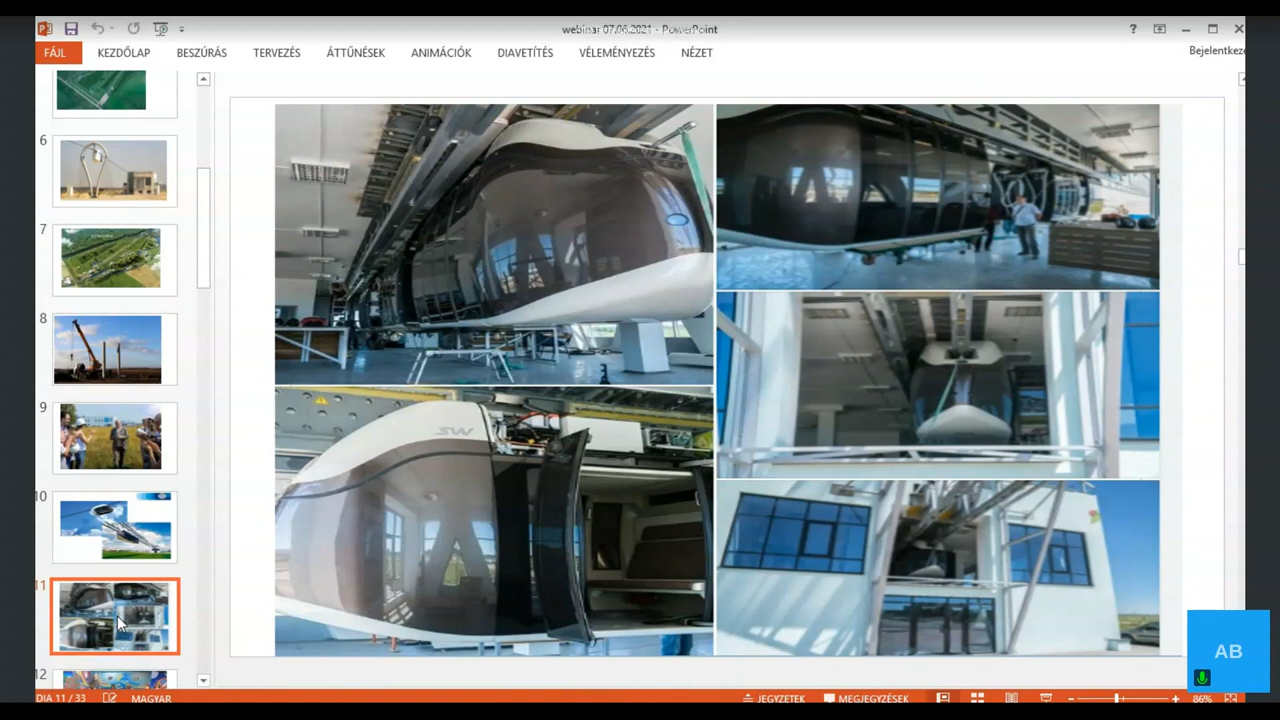 webinar 07.06.2021 - PowerPoint
?
FÁJL KEZDŐLAP BESZÚRÁS TERVEZÉS ÁTTŰNÉSEK ANIMÁCIÓK DIAVETÍTÉS VÉLEMÉNYEZÉS NÉZET Bejelentkezé
6
7
8
9
10
11
12
SW
AB
DIA 11 / 33 MAGYAR JEGYZETEK MEGJEGYZÉSEK 86%